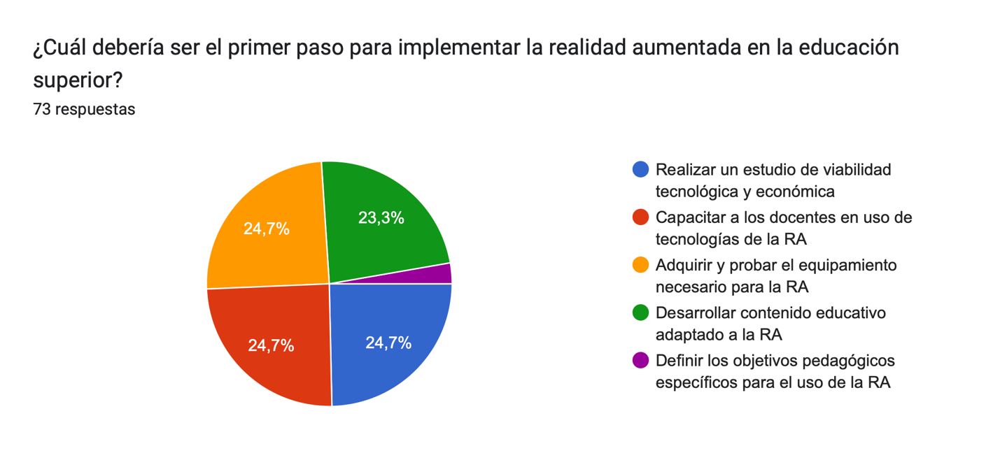 ¿Cuál debería ser el primer paso para implementar la realidad aumentada en la educación
superior?
73 respuestas
24,7%
23,3%
24,7%
24,7%
Realizar un estudio de viabilidad
tecnológica y económica
Capacitar a los docentes en uso de
tecnologías de la RA
Adquirir y probar el equipamiento
necesario para la RA
Desarrollar contenido educativo
adaptado a la RA
Definir los objetivos pedagógicos
específicos para el uso de la RA